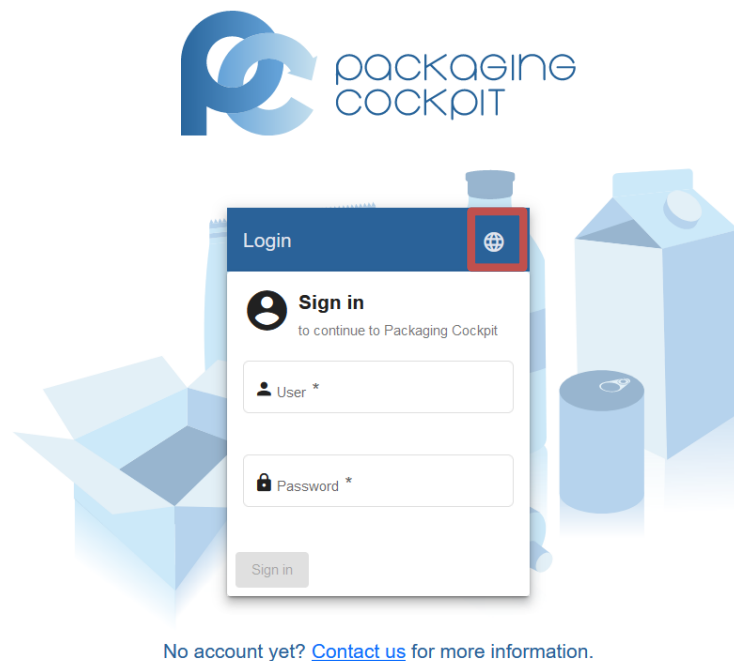 packaging
cockpit
Login
Sign in
to continue to Packaging Cockpit
User *
Password *
Sign in
No account yet? Contact us for more information.